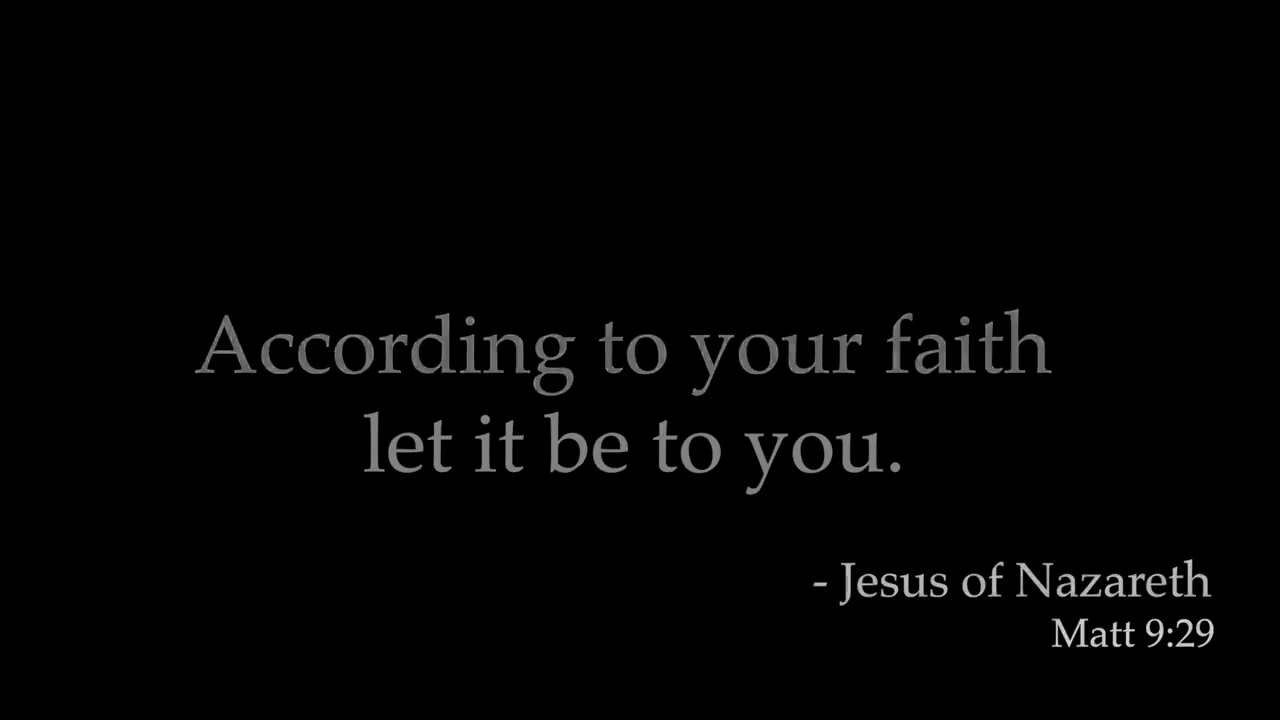 According to your faith
let it be to you.
- Jesus of Nazareth
Matt 9:29